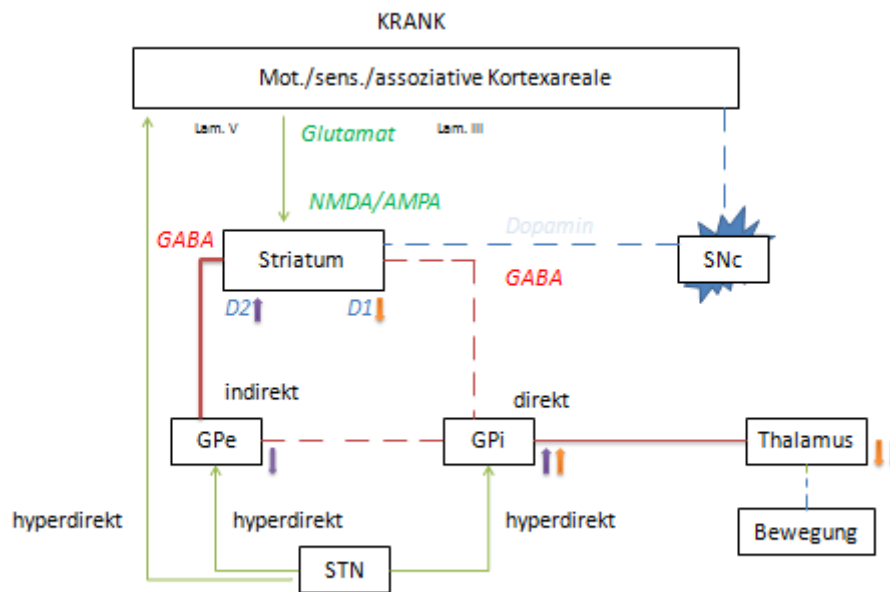 KRANK
Mot./sens./assoziative Kortexareale
Lam. V
Glutamat
Lam. III
NMDA/AMPA
GABA
Striatum
Dopamin
SNc
GABA
D2
D1
indirekt
direkt
GPe
GPi
Thalamus
hyperdirekt
hyperdirekt
hyperdirekt
Bewegung
STN